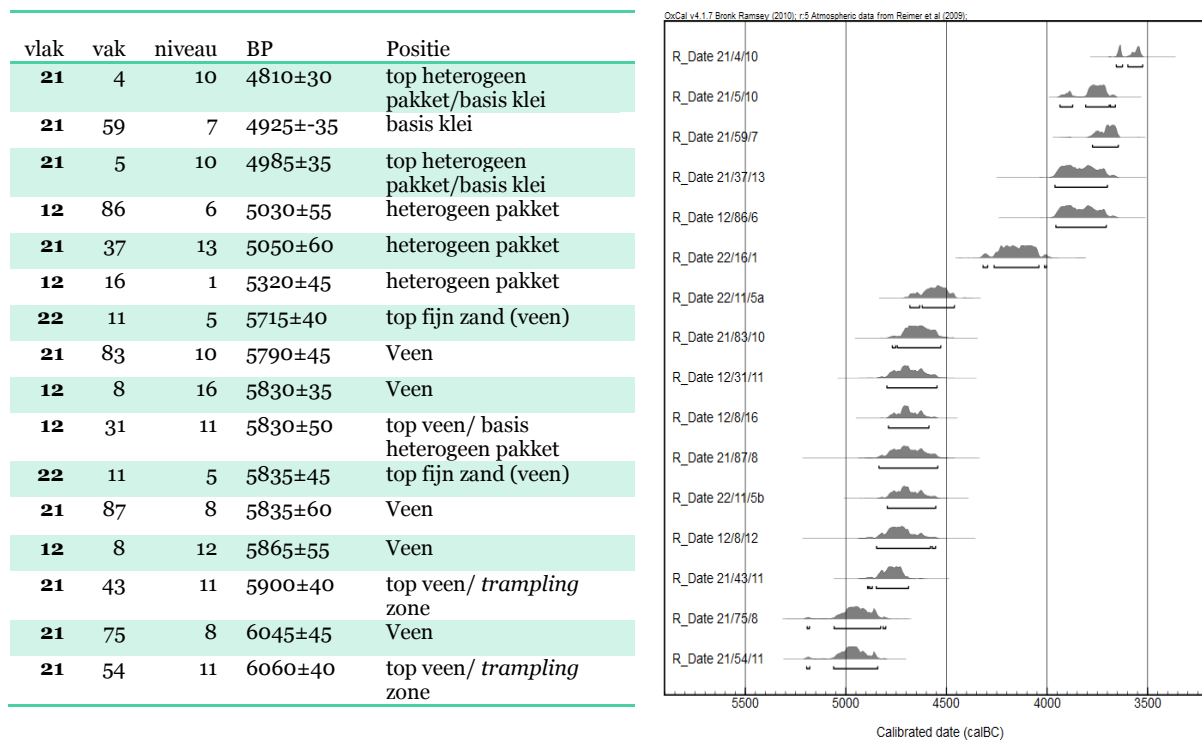 vlak vak niveau BP Positie
21 4 10 4810±30 top heterogeen
pakket/basis klei
21 59 7 4925±-35 basis klei
21 5 10 4985±35 top heterogeen
pakket/basis klei
12 86 6 5030±55 heterogeen pakket
21 37 13 5050±60 heterogeen pakket
12 16 1 5320±45 heterogeen pakket
22 11 5 5715±40 top fijn zand (veen)
21 83 10 5790±45 Veen
12 8 16 5830±35 Veen
12 31 11 5830±50 top veen/ basis
heterogeen pakket
22 11 5 5835±45 top fijn zand (veen)
21 87 8 5835±60 Veen
12 8 12 5865±55 Veen
21 43 11 5900±40 top veen/ trampling
zone
21 75 8 6045±45 Veen
21 54 11 6060±40 top veen/ trampling
zone
OxCal v4.1.7 Bronk Ramsey (2010); r:5 Atmospheric data from Reimer et al (2009);
R_Date 21/4/10
R_Date 21/5/10
R_Date 21/59/7
R_Date 21/37/13
R_Date 12/86/6
R_Date 22/16/1
R_Date 22/11/5a
R_Date 21/83/10
R_Date 12/31/11
R_Date 12/8/16
R_Date 21/87/8
R_Date 22/11/5b
R_Date 12/8/12
R_Date 21/43/11
R_Date 21/75/8
R_Date 21/54/11
5500 5000 4500 4000 3500
Calibrated date (calBC)